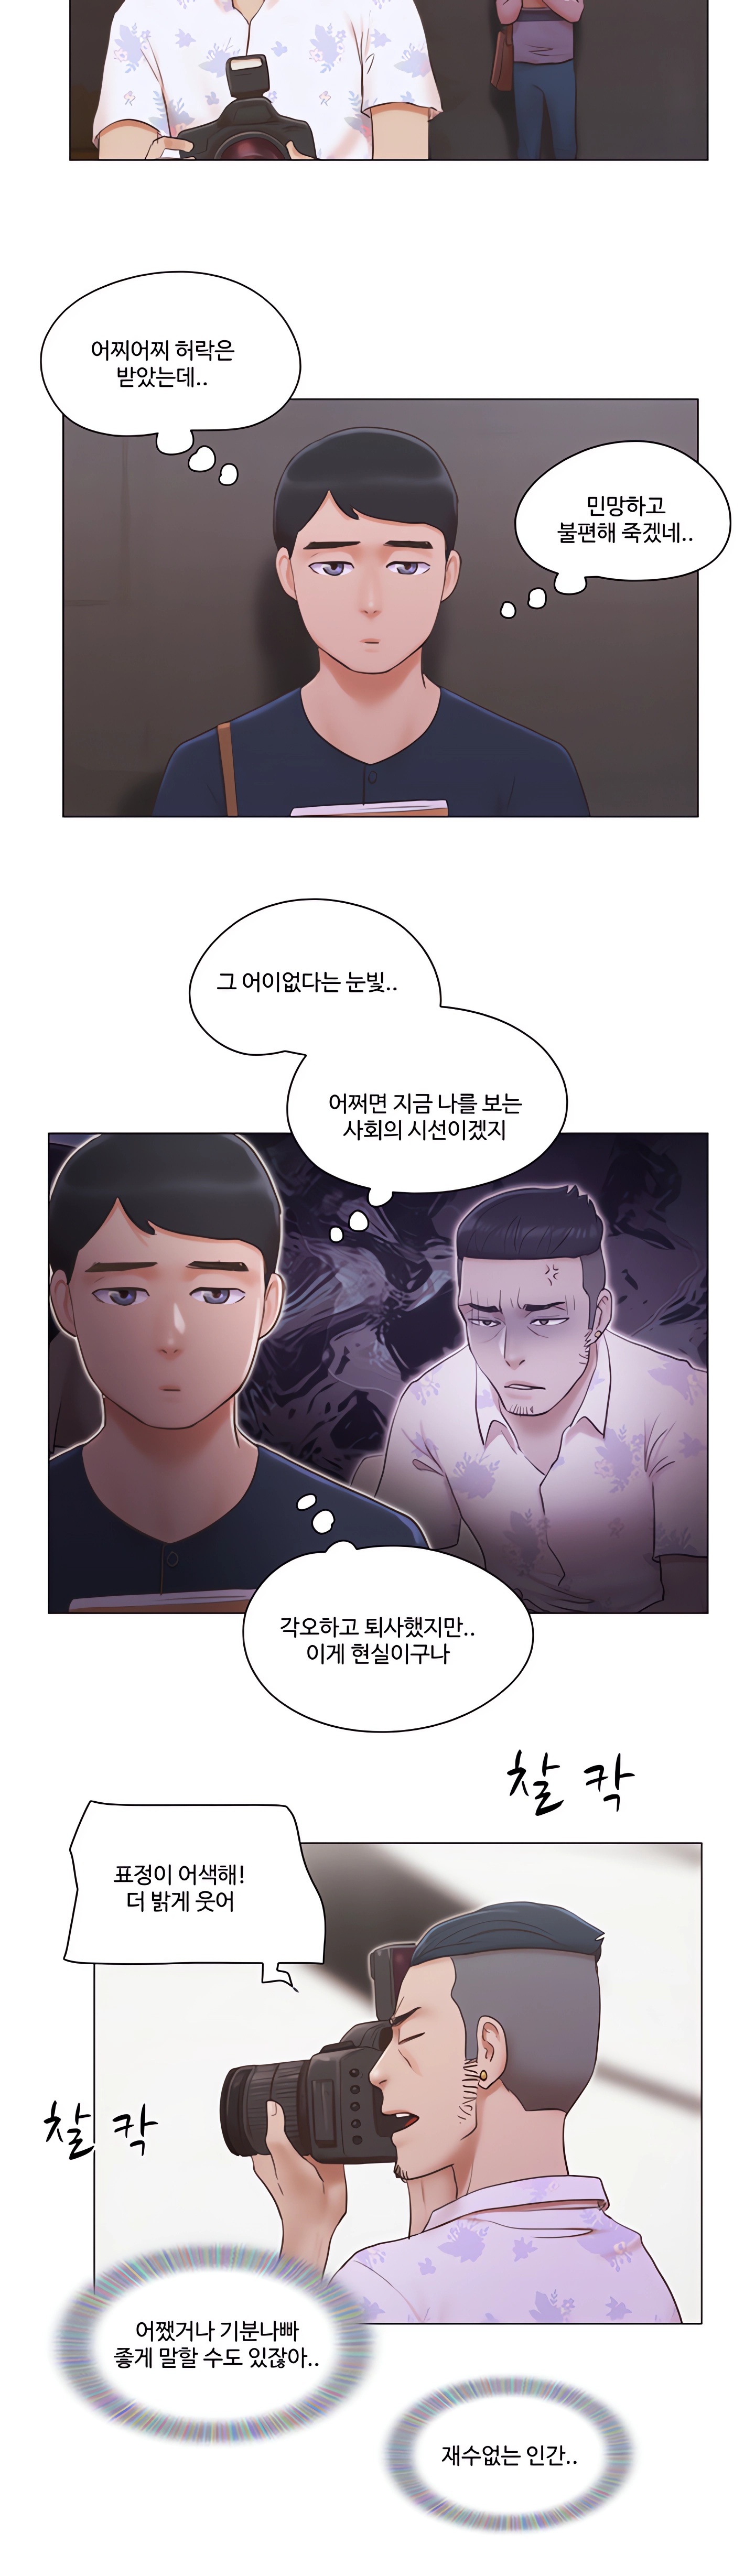 어찌어찌 허락은
받았는데..
민망하고
불편해 죽겠네..
그 어이없다는 눈빛..
어쩌면 지금 나를 보는
사회의 시선이겠지
각오하고 퇴사했지만..
이게 현실이구나
찰칵
표정이 어색해!
더 밝게 웃어
찰칵
어쨌거나 기분나빠
좋게 말할 수도 있잖아..
재수없는 인간..